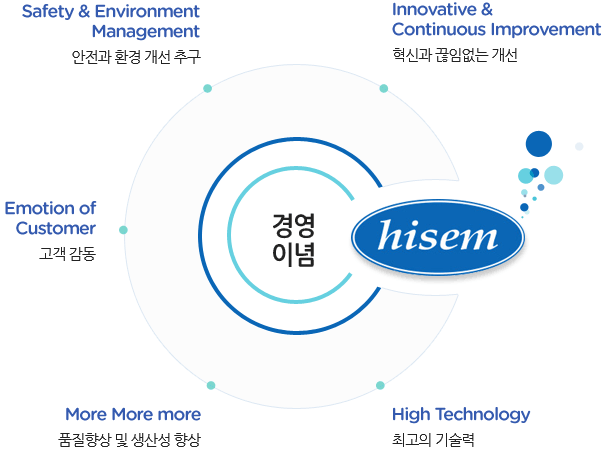 Safety & Environment
Management
안전과 환경 개선 추구
Innovative &
Continuous Improvement
혁신과 끊임없는 개선
Emotion of
Customer
고객 감동
경영
이념
hisem
More More more
품질향상 및 생산성 향상
High Technology
최고의 기술력